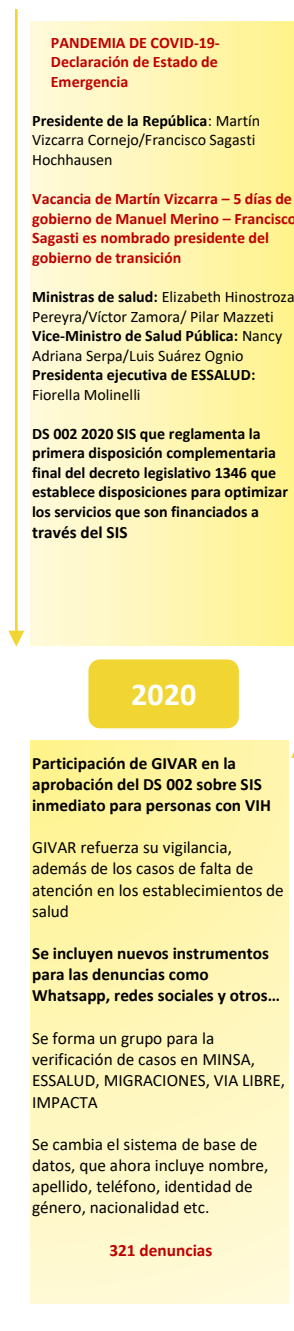 PANDEMIA DE COVID-19-
Declaración de Estado de
Emergencia
Presidente de la República: Martín
Vizcarra Cornejo/Francisco Sagasti
Hochhausen
Vacancia de Martín Vizcarra – 5 días de
gobierno de Manuel Merino – Francisco
Sagasti es nombrado presidente del
gobierno de transición
Ministras de salud: Elizabeth Hinostroza
Pereyra/Víctor Zamora/ Pilar Mazzeti
Vice-Ministro de Salud Pública: Nancy
Adriana Serpa/Luis Suárez Ognio
Presidenta ejecutiva de ESSALUD:
Fiorella Molinelli
DS 002 2020 SIS que reglamenta la
primera disposición complementaria
final del decreto legislativo 1346 que
establece disposiciones para optimizar
los servicios que son financiados a
través del SIS
2020
Participación de GIVAR en la
aprobación del DS 002 sobre SIS
inmediato para personas con VIH
GIVAR refuerza su vigilancia,
además de los casos de falta de
atención en los establecimientos de
salud
Se incluyen nuevos instrumentos
para las denuncias como
Whatsapp, redes sociales y otros…
Se forma un grupo para la
verificación de casos en MINSA,
ESSALUD, MIGRACIONES, VIA LIBRE,
IMPACTA
Se cambia el sistema de base de
datos, que ahora incluye nombre,
apellido, teléfono, identidad de
género, nacionalidad etc.
321 denuncias